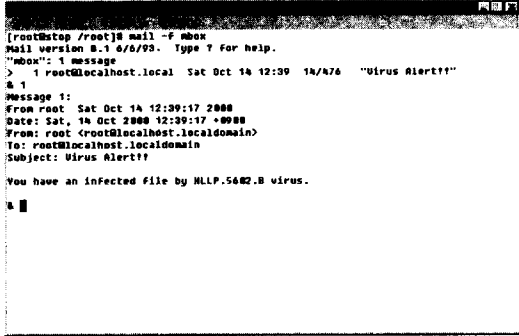 [root@stop /root]# mail -f mbox
Mail version 8.1 6/6/93.  Type ? for help.
"mbox": 1 message
>   1 root@localhost.local  Sat Oct 14 12:39  14/476   "Virus Alert!!"
& 1
Message 1:
From root  Sat Oct 14 12:39:17 2000
Date: Sat, 14 Oct 2000 12:39:17 +0900
From: root <root@localhost.localdomain>
To: root@localhost.localdomain
Subject: Virus Alert!!
You have an infected file by HLLP.5602.B virus.
&